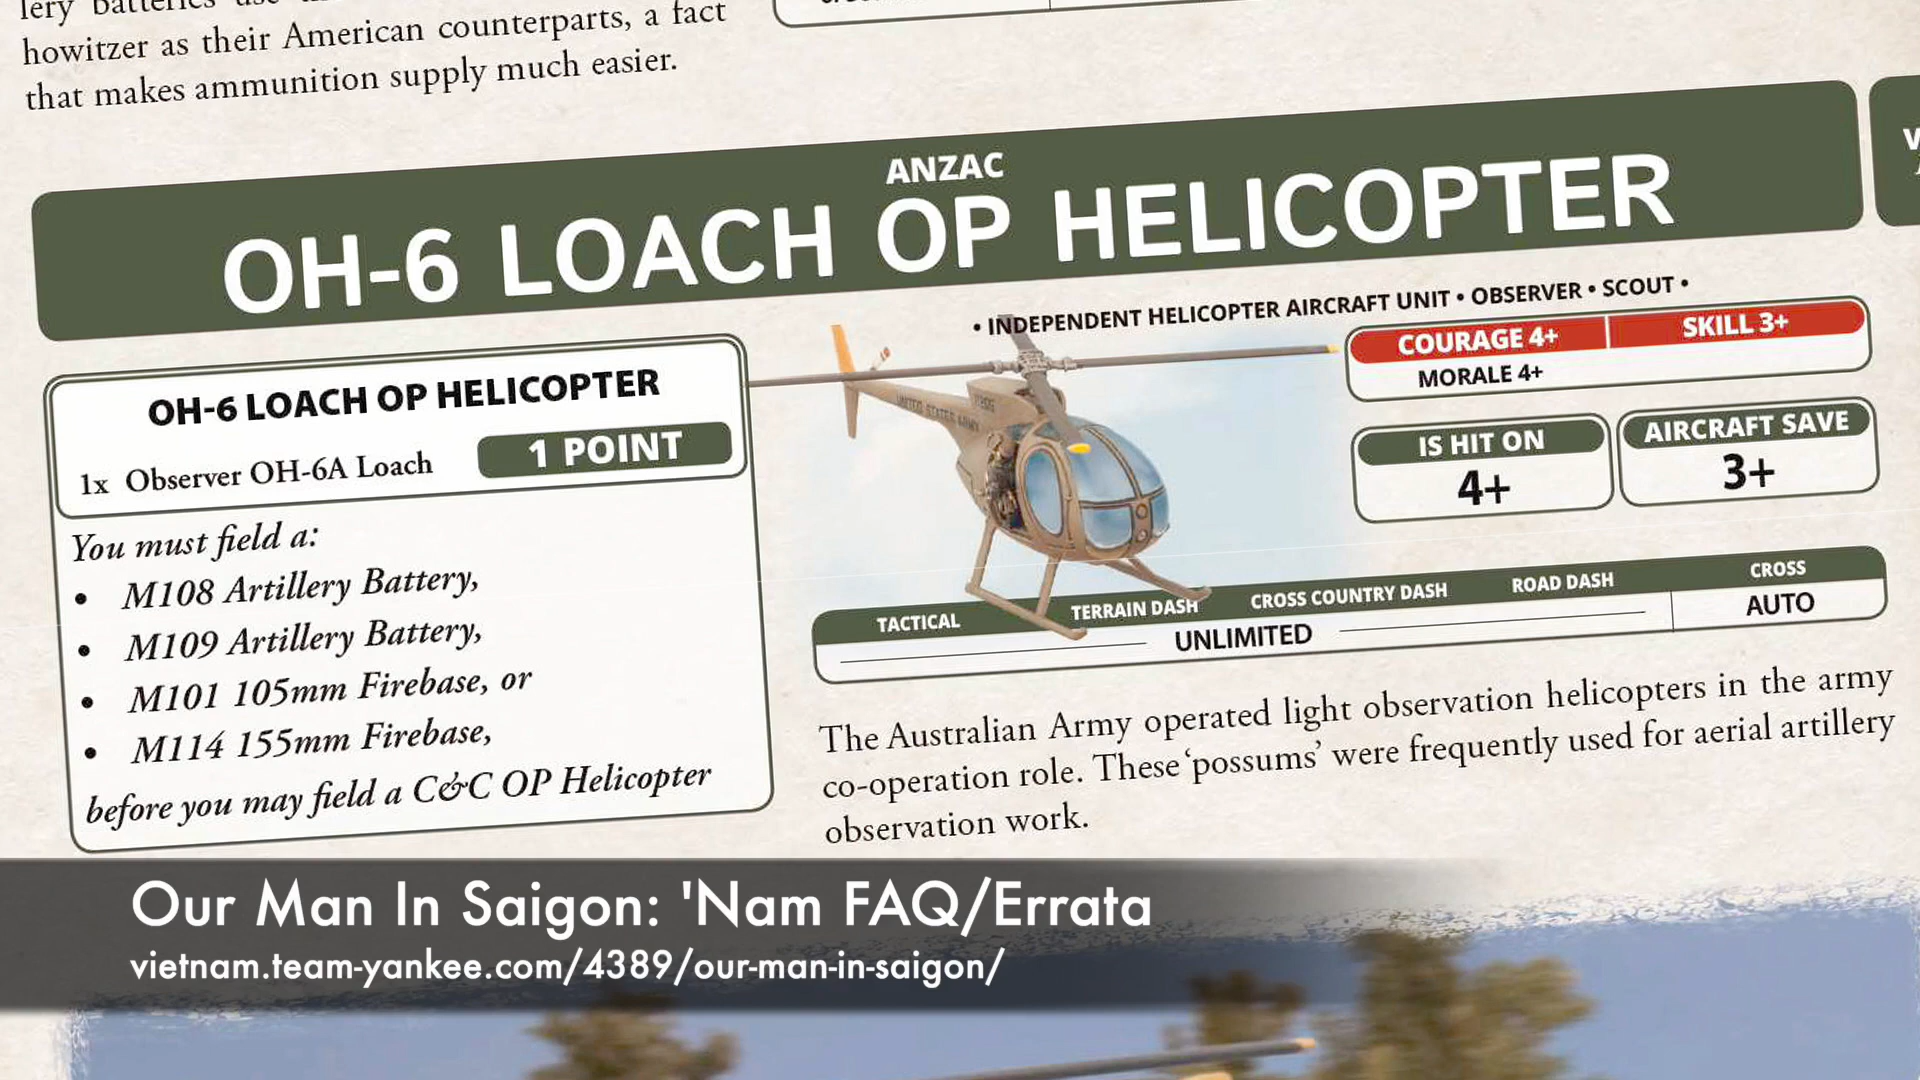 howitzer as their American counterparts, a fact
that makes ammunition supply much easier.
ANZAC
OH-6 LOACH OP HELICOPTER
• INDEPENDENT HELICOPTER AIRCRAFT UNIT • OBSERVER • SCOUT •
OH-6 LOACH OP HELICOPTER
1x Observer OH-6A Loach
1 POINT
You must field a:
• M108 Artillery Battery,
• M109 Artillery Battery,
• M101 105mm Firebase, or
• M114 155mm Firebase,
before you may field a C&C OP Helicopter
UNITED STATES ARMY
COURAGE 4+
SKILL 3+
MORALE 4+
IS HIT ON
4+
AIRCRAFT SAVE
3+
TACTICAL TERRAIN DASH CROSS COUNTRY DASH ROAD DASH CROSS
UNLIMITED AUTO
The Australian Army operated light observation helicopters in the army
co-operation role. These 'possums' were frequently used for aerial artillery
observation work.
Our Man In Saigon: 'Nam FAQ/Errata
vietnam.team-yankee.com/4389/our-man-in-saigon/